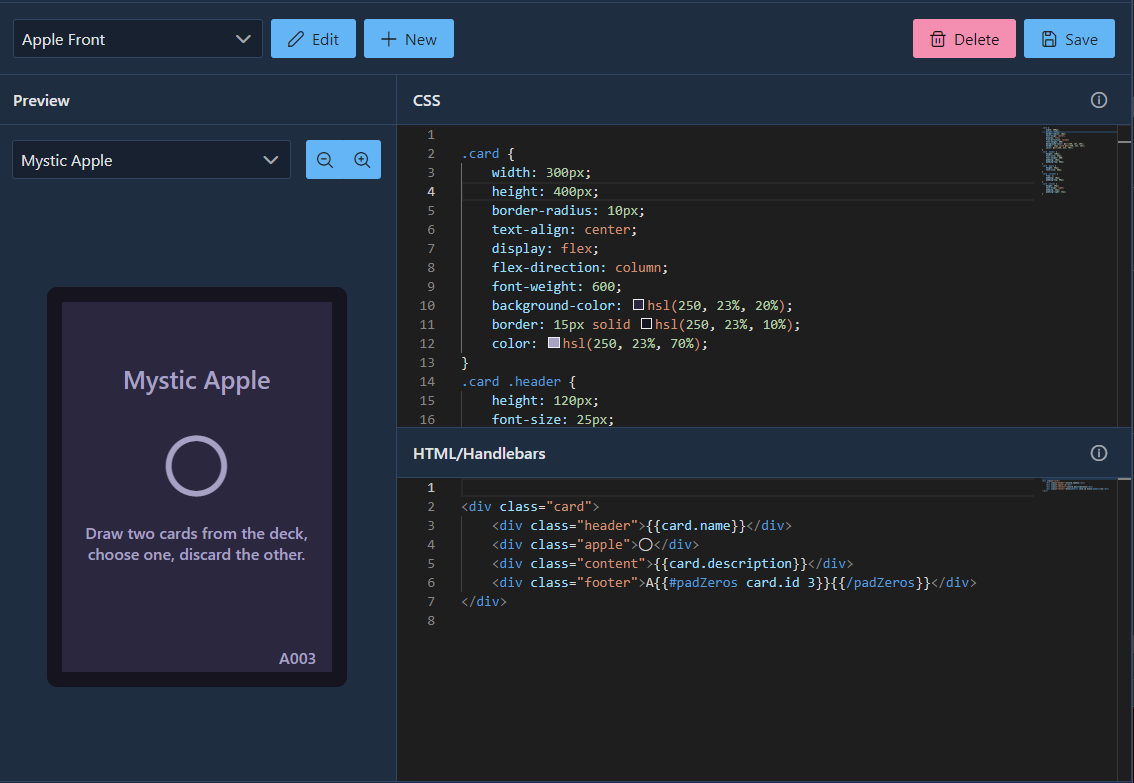 Apple Front
Edit
New
Delete
Save
Preview
Mystic Apple
Mystic Apple
Draw two cards from the deck,
choose one, discard the other.
A003
CSS
1
2 .card {
3     width: 300px;
4     height: 400px;
5     border-radius: 10px;
6     text-align: center;
7     display: flex;
8     flex-direction: column;
9     font-weight: 600;
10     background-color: hsl(250, 23%, 20%);
11     border: 15px solid hsl(250, 23%, 10%);
12     color: hsl(250, 23%, 70%);
13 }
14 .card .header {
15     height: 120px;
16     font-size: 25px;
HTML/Handlebars
1
2 <div class="card">
3     <div class="header">{{card.name}}</div>
4     <div class="apple">◯</div>
5     <div class="content">{{card.description}}</div>
6     <div class="footer">A{{#padZeros card.id 3}}{{/padZeros}}</div>
7 </div>
8